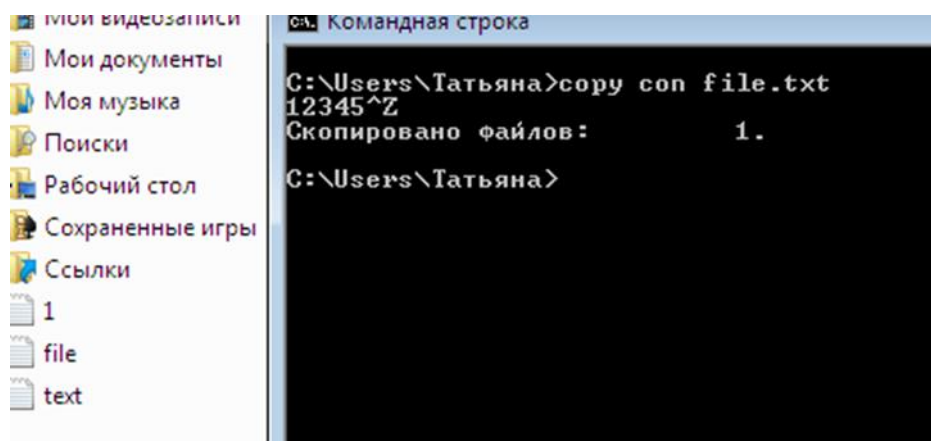 Мои видеозаписи
Мои документы
Моя музыка
Поиски
Рабочий стол
Сохраненные игры
Ссылки
1
file
text
C:\. Командная строка
C:\Users\Татьяна>copy con file.txt
12345^Z
Скопировано файлов:         1.
C:\Users\Татьяна>